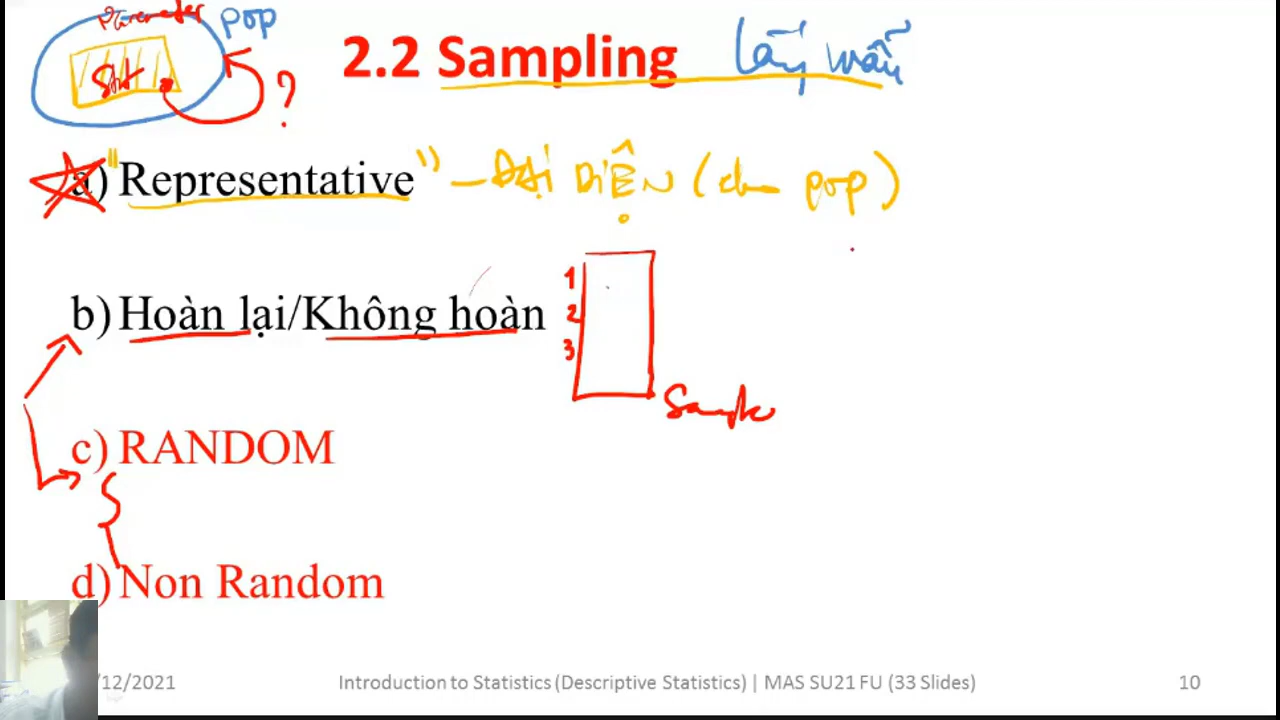 Parameter
pop
Stat
?
2.2 Sampling lấy mẫu
a) "Representative" – ĐẠI DIỆN (cho pop)
b) Hoàn lại/Không hoàn
1
2
3
Sample
c) RANDOM
d) Non Random
/12/2021
Introduction to Statistics (Descriptive Statistics) | MAS SU21 FU (33 Slides)
10